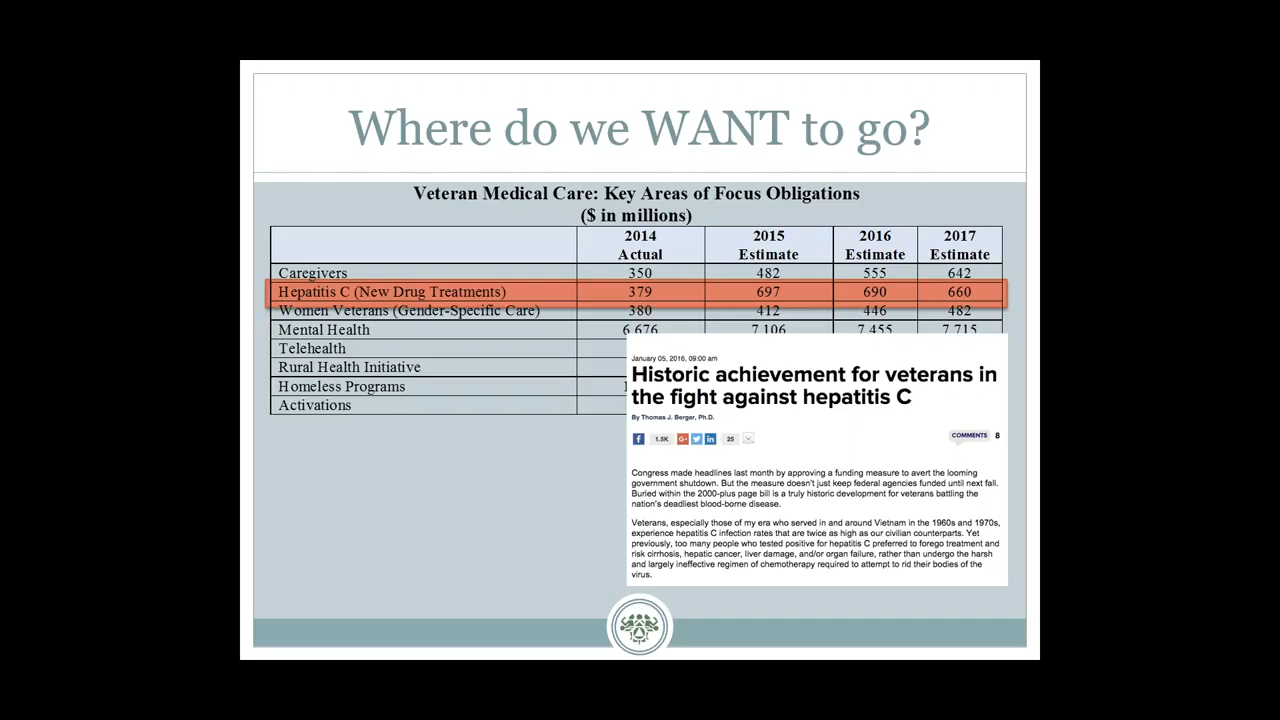 Where do we WANT to go?
Veteran Medical Care: Key Areas of Focus Obligations
($ in millions)
2014 2015 2016 2017
Actual Estimate Estimate Estimate
Caregivers 350 482 555 642
Hepatitis C (New Drug Treatments) 379 697 690 660
Women Veterans (Gender-Specific Care) 380 412 446 482
Mental Health 6,676 7,106 7,455 7,715
Telehealth
Rural Health Initiative
Homeless Programs
Activations
January 05, 2016, 09:00 am
Historic achievement for veterans in
the fight against hepatitis C
By Thomas J. Berger, Ph.D.
f 1.5K G+ in 25 COMMENTS 8
Congress made headlines last month by approving a funding measure to avert the looming
government shutdown. But the measure doesn't just keep federal agencies funded until next fall.
Buried within the 2000-plus page bill is a truly historic development for veterans battling the
nation's deadliest blood-borne disease.
Veterans, especially those of my era who served in and around Vietnam in the 1960s and 1970s,
experience hepatitis C infection rates that are twice as high as our civilian counterparts. Yet
previously, too many people who tested positive for hepatitis C preferred to forego treatment and
risk cirrhosis, hepatic cancer, liver damage, and/or organ failure, rather than undergo the harsh
and largely ineffective regimen of chemotherapy required to attempt to rid their bodies of the
virus.